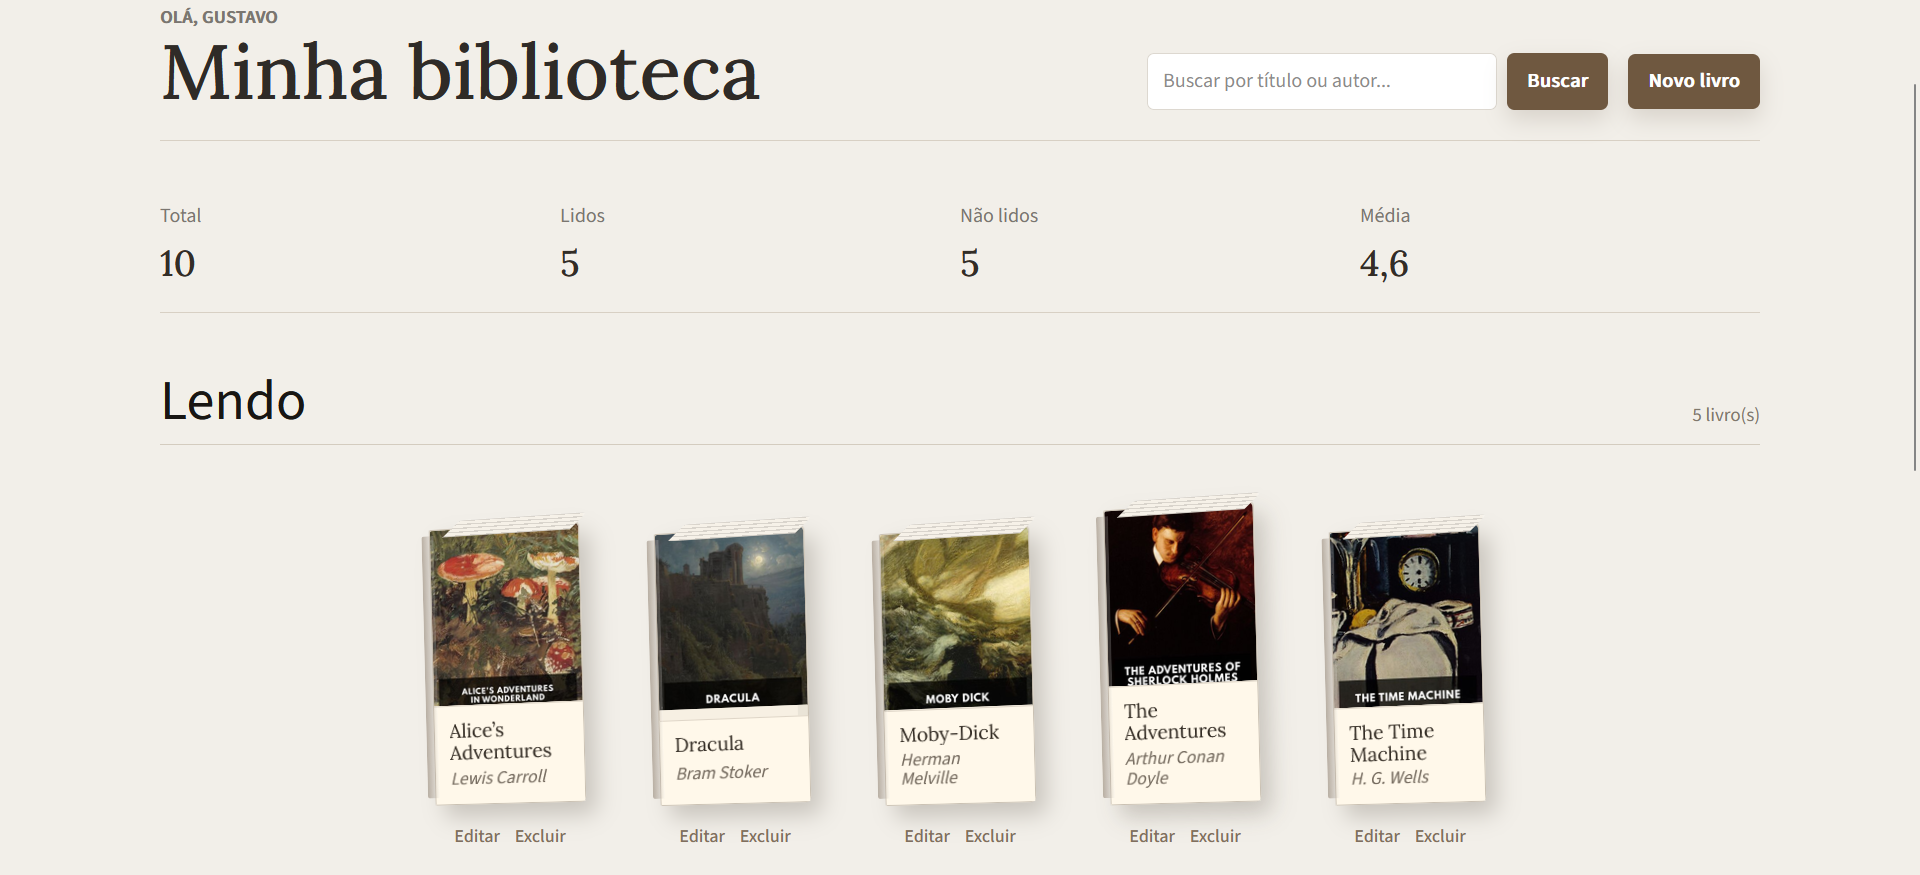 OLÁ, GUSTAVO
Minha biblioteca
Buscar por título ou autor...
Buscar
Novo livro
Total
Lidos
Não lidos
Média
10
5
5
4,6
Lendo
5 livro(s)
ALICE'S ADVENTURES
IN WONDERLAND
Alice’s
Adventures
Lewis Carroll
Editar Excluir
DRACULA
Dracula
Bram Stoker
Editar Excluir
MOBY DICK
Moby-Dick
Herman
Melville
Editar Excluir
THE ADVENTURES OF
SHERLOCK HOLMES
The
Adventures
Arthur Conan
Doyle
Editar Excluir
THE TIME MACHINE
The Time
Machine
H. G. Wells
Editar Excluir